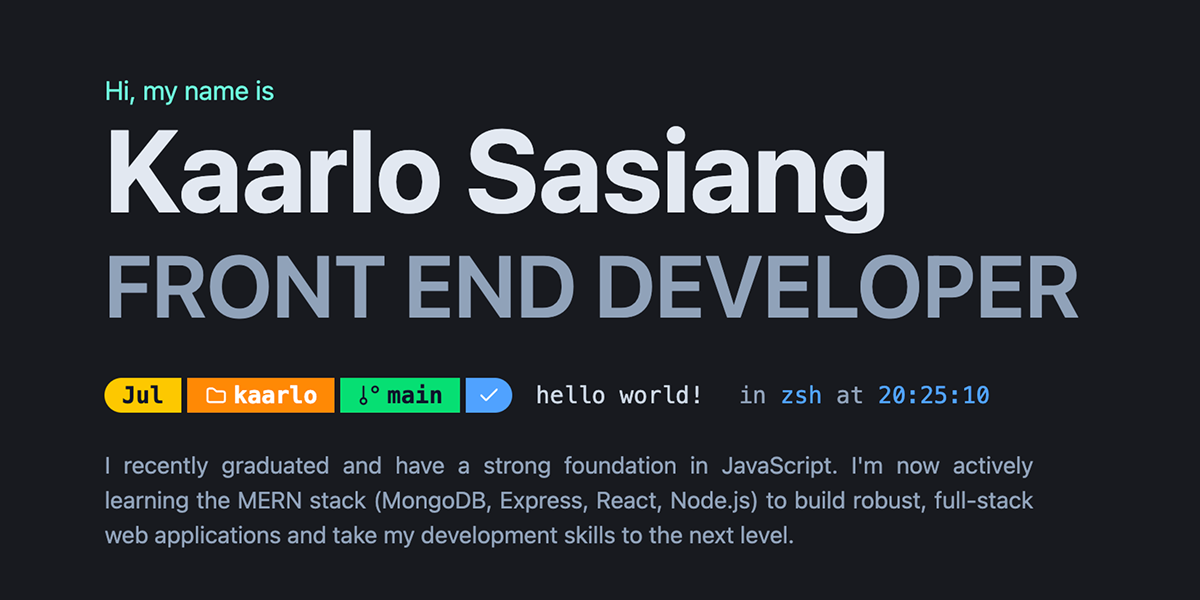 Hi, my name is
Kaarlo Sasiang
FRONT END DEVELOPER
Jul kaarlo main hello world! in zsh at 20:25:10
I recently graduated and have a strong foundation in JavaScript. I'm now actively
learning the MERN stack (MongoDB, Express, React, Node.js) to build robust, full-stack
web applications and take my development skills to the next level.